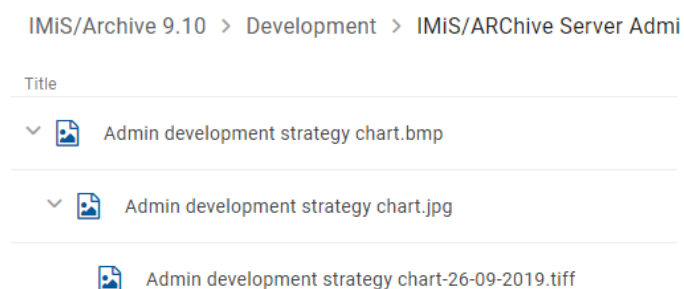 IMiS/Archive 9.10 > Development > IMiS/ARChive Server Admi
Title
Admin development strategy chart.bmp
Admin development strategy chart.jpg
Admin development strategy chart-26-09-2019.tiff